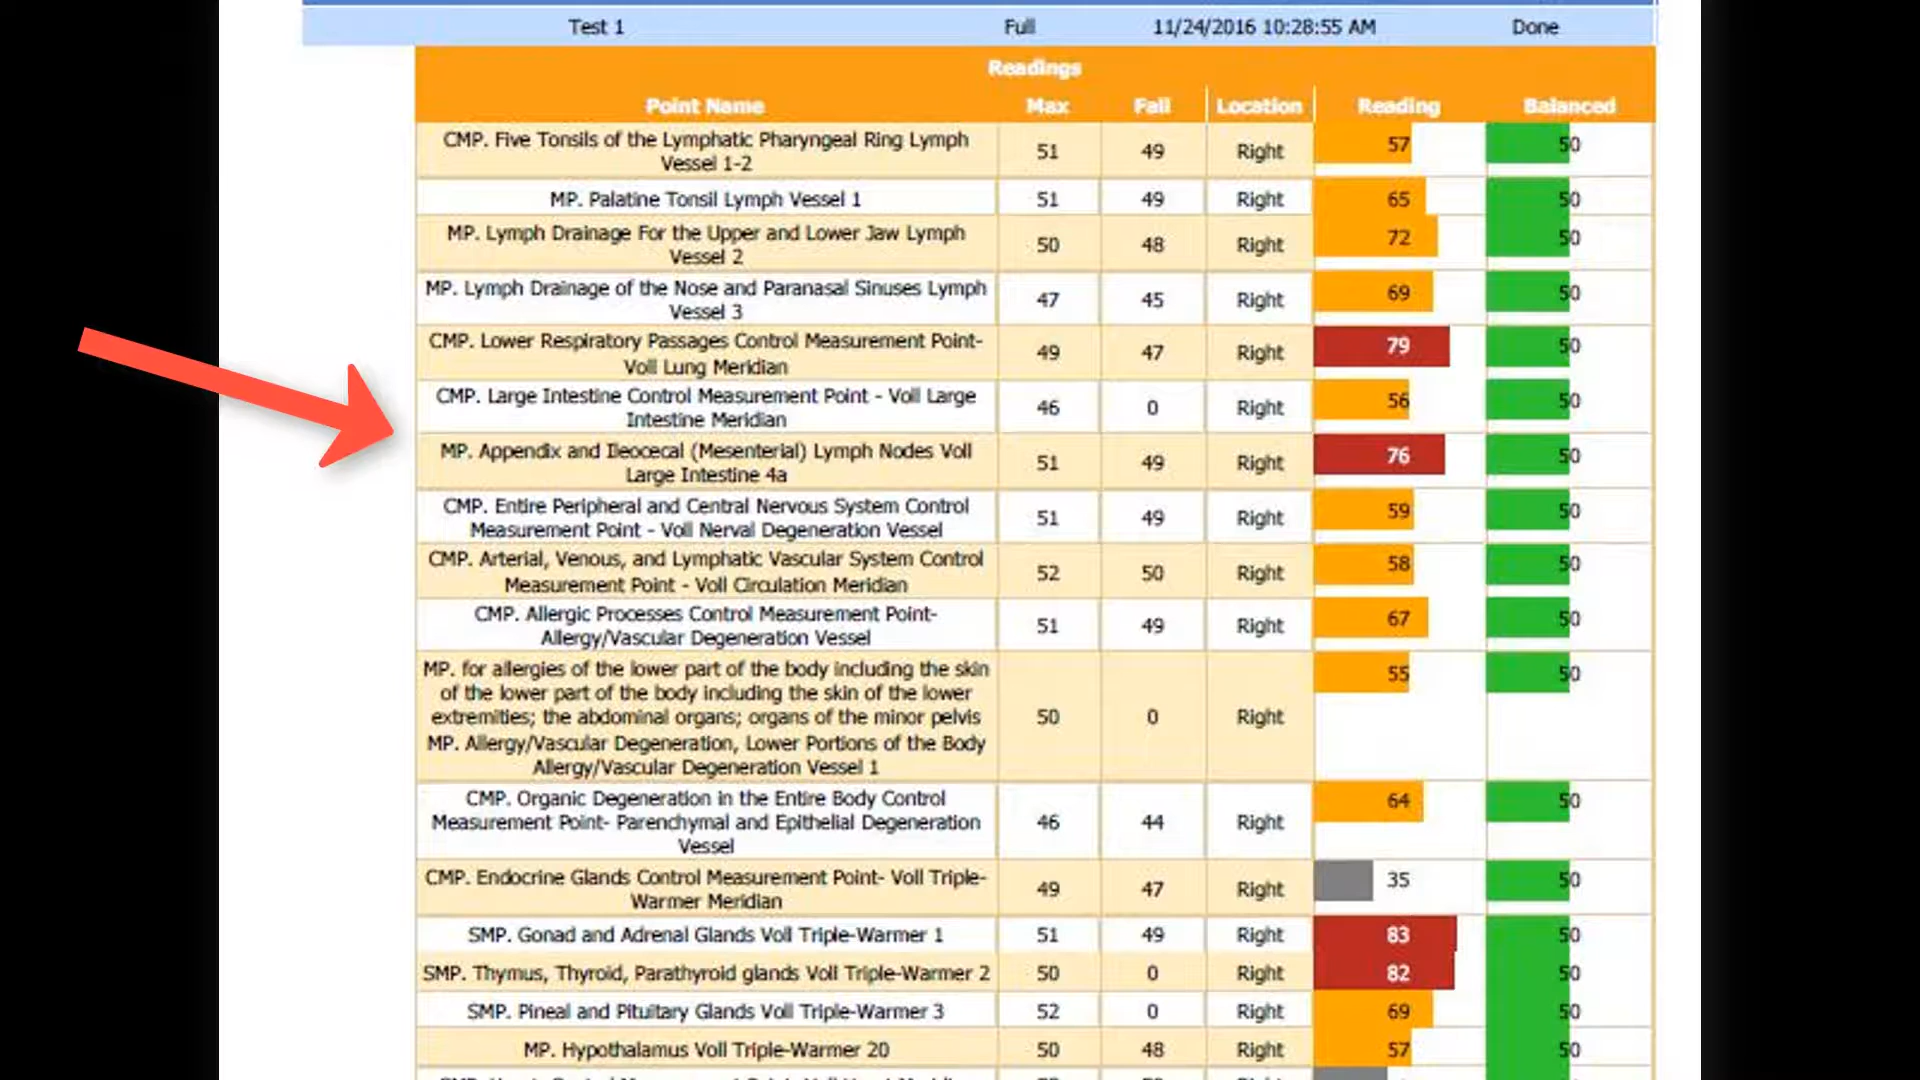 Test 1 Full 11/24/2016 10:28:55 AM Done
Readings
Point Name Max Fall Location Reading Balanced
CMP. Five Tonsils of the Lymphatic Pharyngeal Ring Lymph
Vessel 1-2 51 49 Right 57 50
MP. Palatine Tonsil Lymph Vessel 1 51 49 Right 65 50
MP. Lymph Drainage For the Upper and Lower Jaw Lymph
Vessel 2 50 48 Right 72 50
MP. Lymph Drainage of the Nose and Paranasal Sinuses Lymph
Vessel 3 47 45 Right 69 50
CMP. Lower Respiratory Passages Control Measurement Point-
Voll Lung Meridian 49 47 Right 79 50
CMP. Large Intestine Control Measurement Point - Voll Large
Intestine Meridian 46 0 Right 56 50
MP. Appendix and Ileocecal (Mesenterial) Lymph Nodes Voll
Large Intestine 4a 51 49 Right 76 50
CMP. Entire Peripheral and Central Nervous System Control
Measurement Point - Voll Nerval Degeneration Vessel 51 49 Right 59 50
CMP. Arterial, Venous, and Lymphatic Vascular System Control
Measurement Point - Voll Circulation Meridian 52 50 Right 58 50
CMP. Allergic Processes Control Measurement Point-
Allergy/Vascular Degeneration Vessel 51 49 Right 67 50
MP. for allergies of the lower part of the body including the skin
of the lower part of the body including the skin of the lower
extremities; the abdominal organs; organs of the minor pelvis
MP. Allergy/Vascular Degeneration, Lower Portions of the Body
Allergy/Vascular Degeneration Vessel 1 50 0 Right 55 50
CMP. Organic Degeneration in the Entire Body Control
Measurement Point- Parenchymal and Epithelial Degeneration
Vessel 46 44 Right 64 50
CMP. Endocrine Glands Control Measurement Point- Voll Triple-
Warmer Meridian 49 47 Right 35 50
SMP. Gonad and Adrenal Glands Voll Triple-Warmer 1 51 49 Right 83 50
SMP. Thymus, Thyroid, Parathyroid glands Voll Triple-Warmer 2 50 0 Right 82 50
SMP. Pineal and Pituitary Glands Voll Triple-Warmer 3 52 0 Right 69 50
MP. Hypothalamus Voll Triple-Warmer 20 50 48 Right 57 50